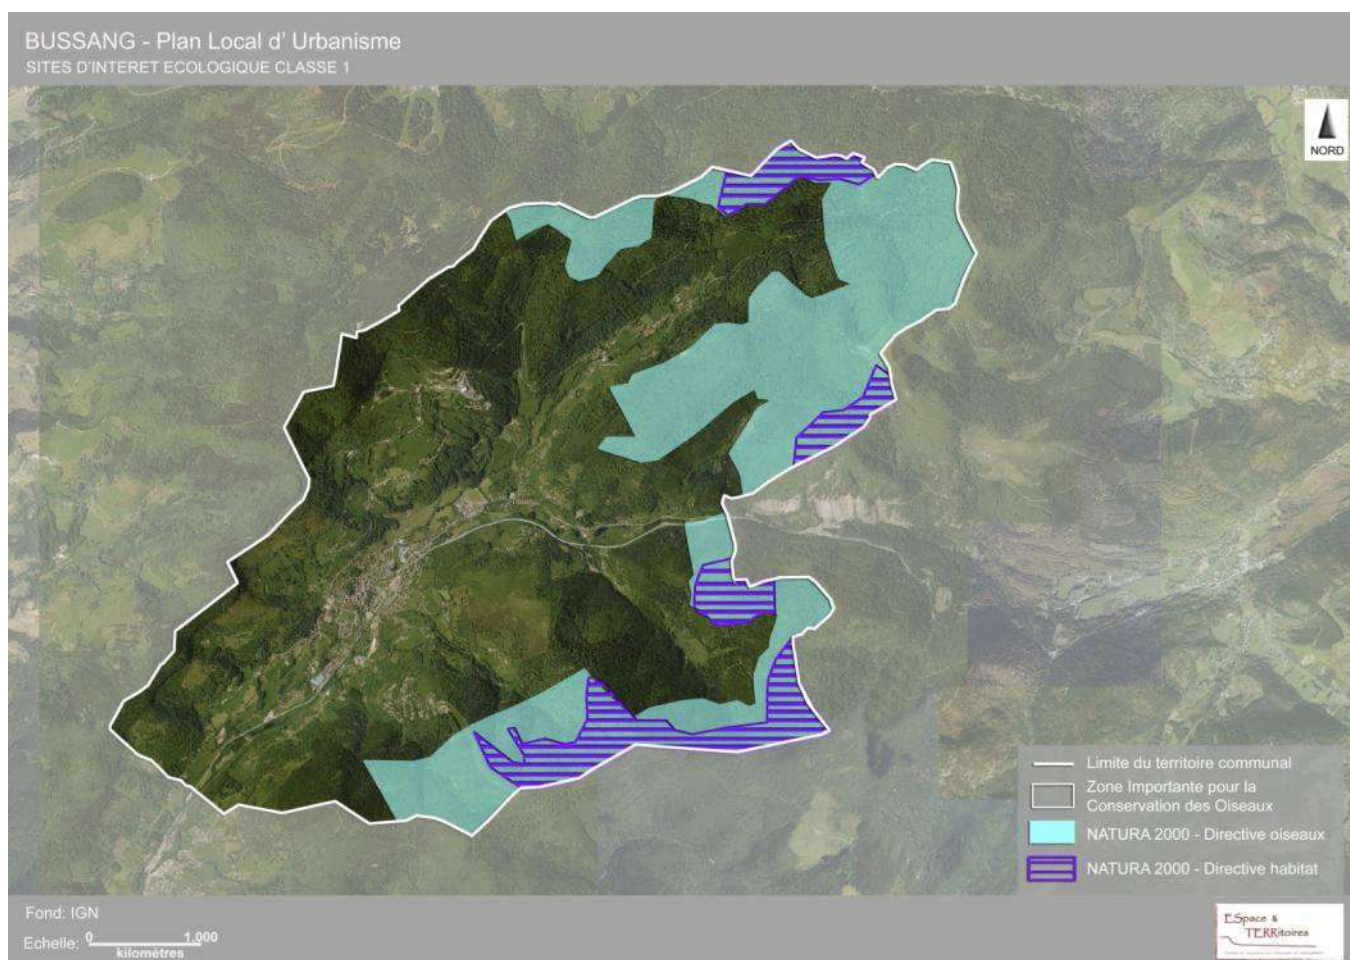 BUSSANG - Plan Local d' Urbanisme
SITES D'INTERET ECOLOGIQUE CLASSE 1
NORD
Limite du territoire communal
Zone Importante pour la
Conservation des Oiseaux
NATURA 2000 - Directive oiseaux
NATURA 2000 - Directive habitat
Fond: IGN
Echelle: 0 1.000
kilomètres
ESpace &
TERRitoires